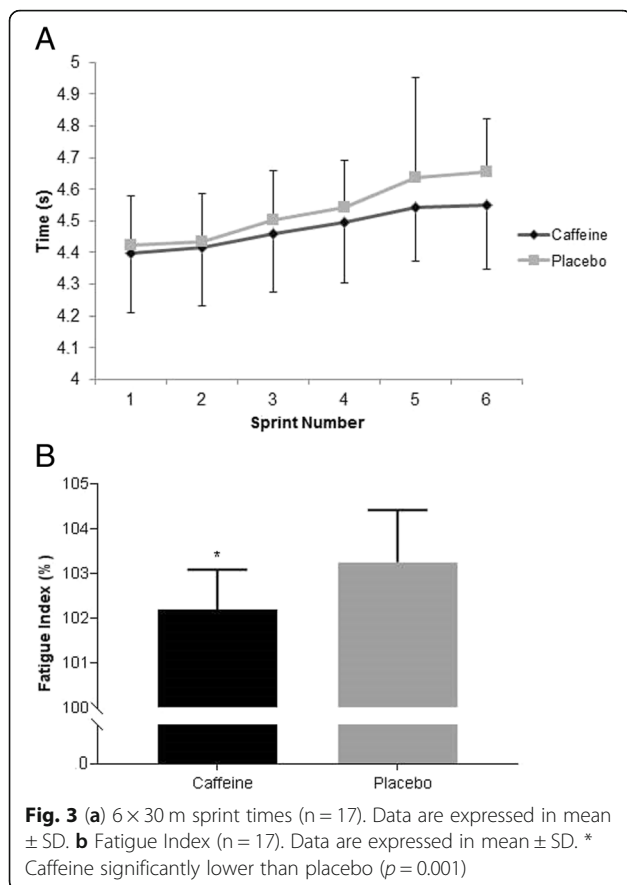 A
5
4.9
4.8
4.7
4.6
4.5
4.4
4.3
4.2
4.1
4
Time (s)
1 2 3 4 5 6
Sprint Number
Caffeine
Placebo
B
105
104
103
102
101
100
0
Fatigue Index (%)
*
Caffeine Placebo
Fig. 3 (a) 6 × 30 m sprint times (n = 17). Data are expressed in mean
± SD. b Fatigue Index (n = 17). Data are expressed in mean ± SD. *
Caffeine significantly lower than placebo (p = 0.001)